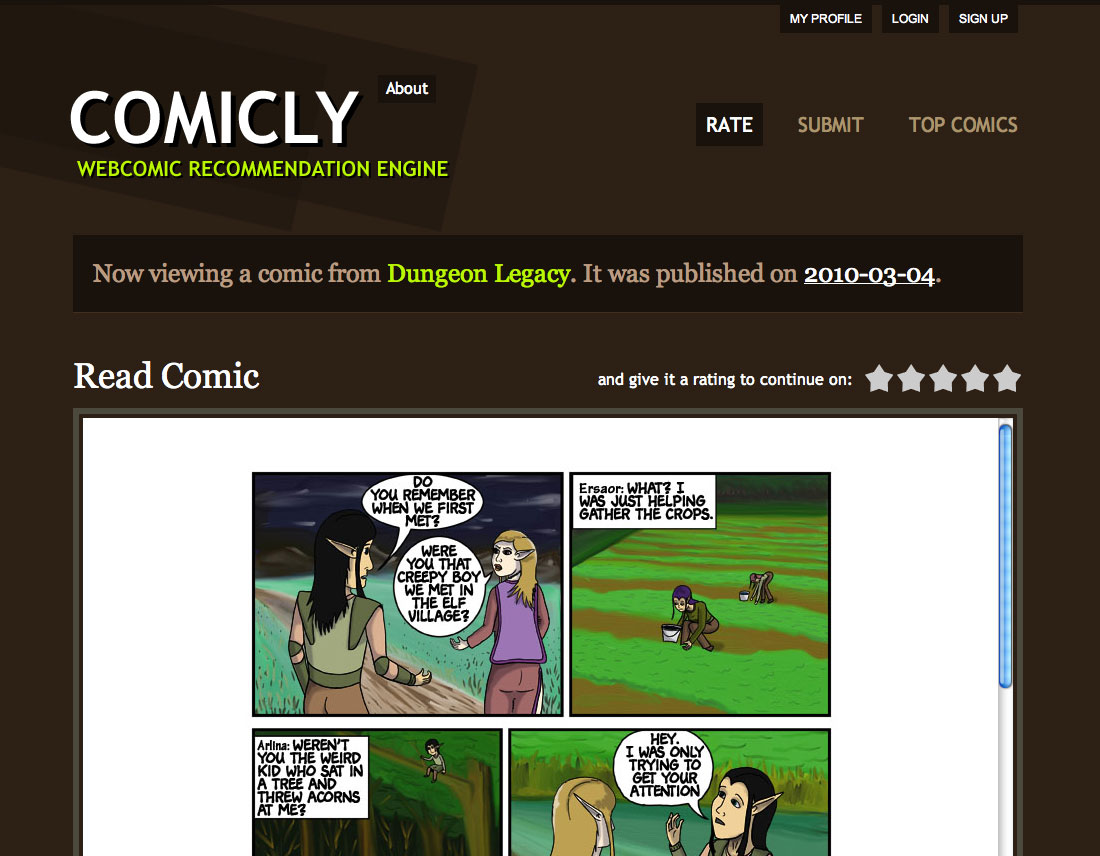 MY PROFILE
LOGIN
SIGN UP
About
COMICLY
WEBCOMIC RECOMMENDATION ENGINE
RATE
SUBMIT
TOP COMICS
Now viewing a comic from Dungeon Legacy. It was published on 2010-03-04.
Read Comic
and give it a rating to continue on:
DO
YOU REMEMBER
WHEN WE FIRST
MET?
WERE
YOU THAT
CREEPY BOY
WE MET IN
THE ELF
VILLAGE?
Ersaor: WHAT? I
WAS JUST HELPING
GATHER THE CROPS.
Arlina: WEREN'T
YOU THE WEIRD
KID WHO SAT IN
A TREE AND
THREW ACORNS
AT ME?
HEY.
I WAS ONLY
TRYING TO
GET YOUR
ATTENTION